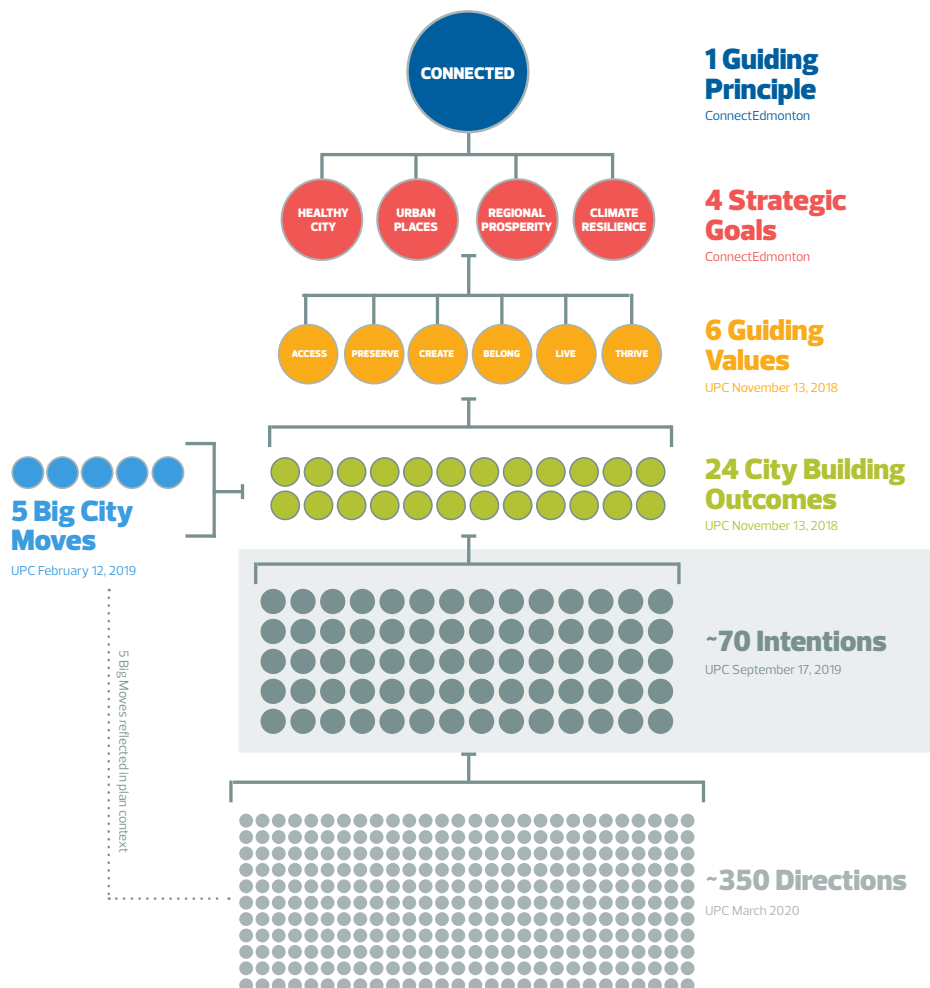 CONNECTED
1 Guiding
Principle
ConnectEdmonton
HEALTHY
CITY
URBAN
PLACES
REGIONAL
PROSPERITY
CLIMATE
RESILIENCE
4 Strategic
Goals
ConnectEdmonton
ACCESS
PRESERVE
CREATE
BELONG
LIVE
THRIVE
6 Guiding
Values
UPC November 13, 2018
24 City Building
Outcomes
UPC November 13, 2018
5 Big City
Moves
UPC February 12, 2019
5 Big Moves reflected in plan context
~70 Intentions
UPC September 17, 2019
~350 Directions
UPC March 2020